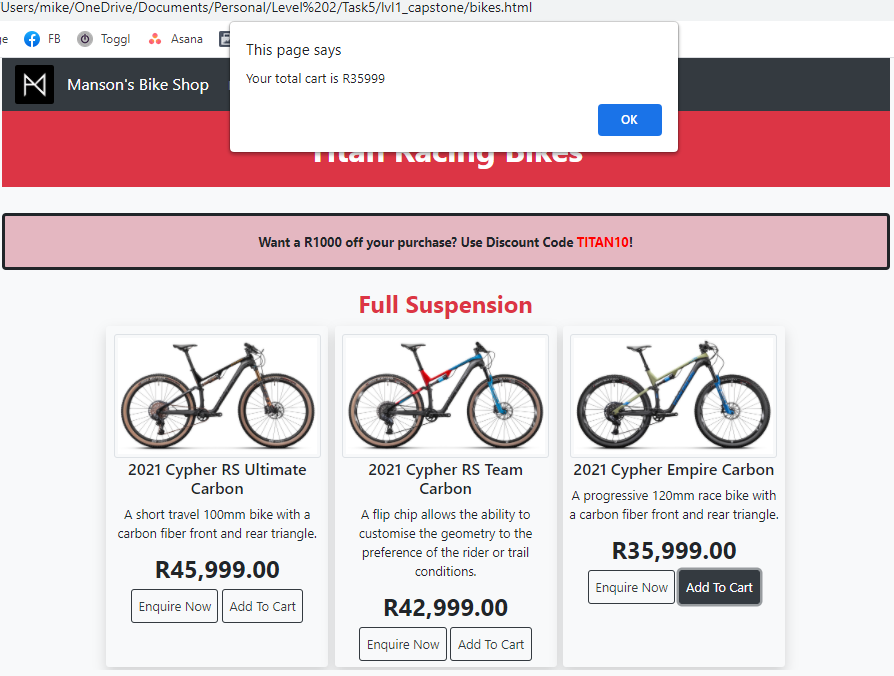 Users/mike/OneDrive/Documents/Personal/Level%202/Task5/lvl1_capstone/bikes.html
FB Toggl Asana
This page says
Your total cart is R35999
OK
Manson's Bike Shop
Titan Racing Bikes
Want a R1000 off your purchase? Use Discount Code TITAN10!
Full Suspension
2021 Cypher RS Ultimate
Carbon
A short travel 100mm bike with a
carbon fiber front and rear triangle.
R45,999.00
Enquire Now Add To Cart
2021 Cypher RS Team
Carbon
A flip chip allows the ability to
customise the geometry to the
preference of the rider or trail
conditions.
R42,999.00
Enquire Now Add To Cart
2021 Cypher Empire Carbon
A progressive 120mm race bike with
a carbon fiber front and rear triangle.
R35,999.00
Enquire Now Add To Cart